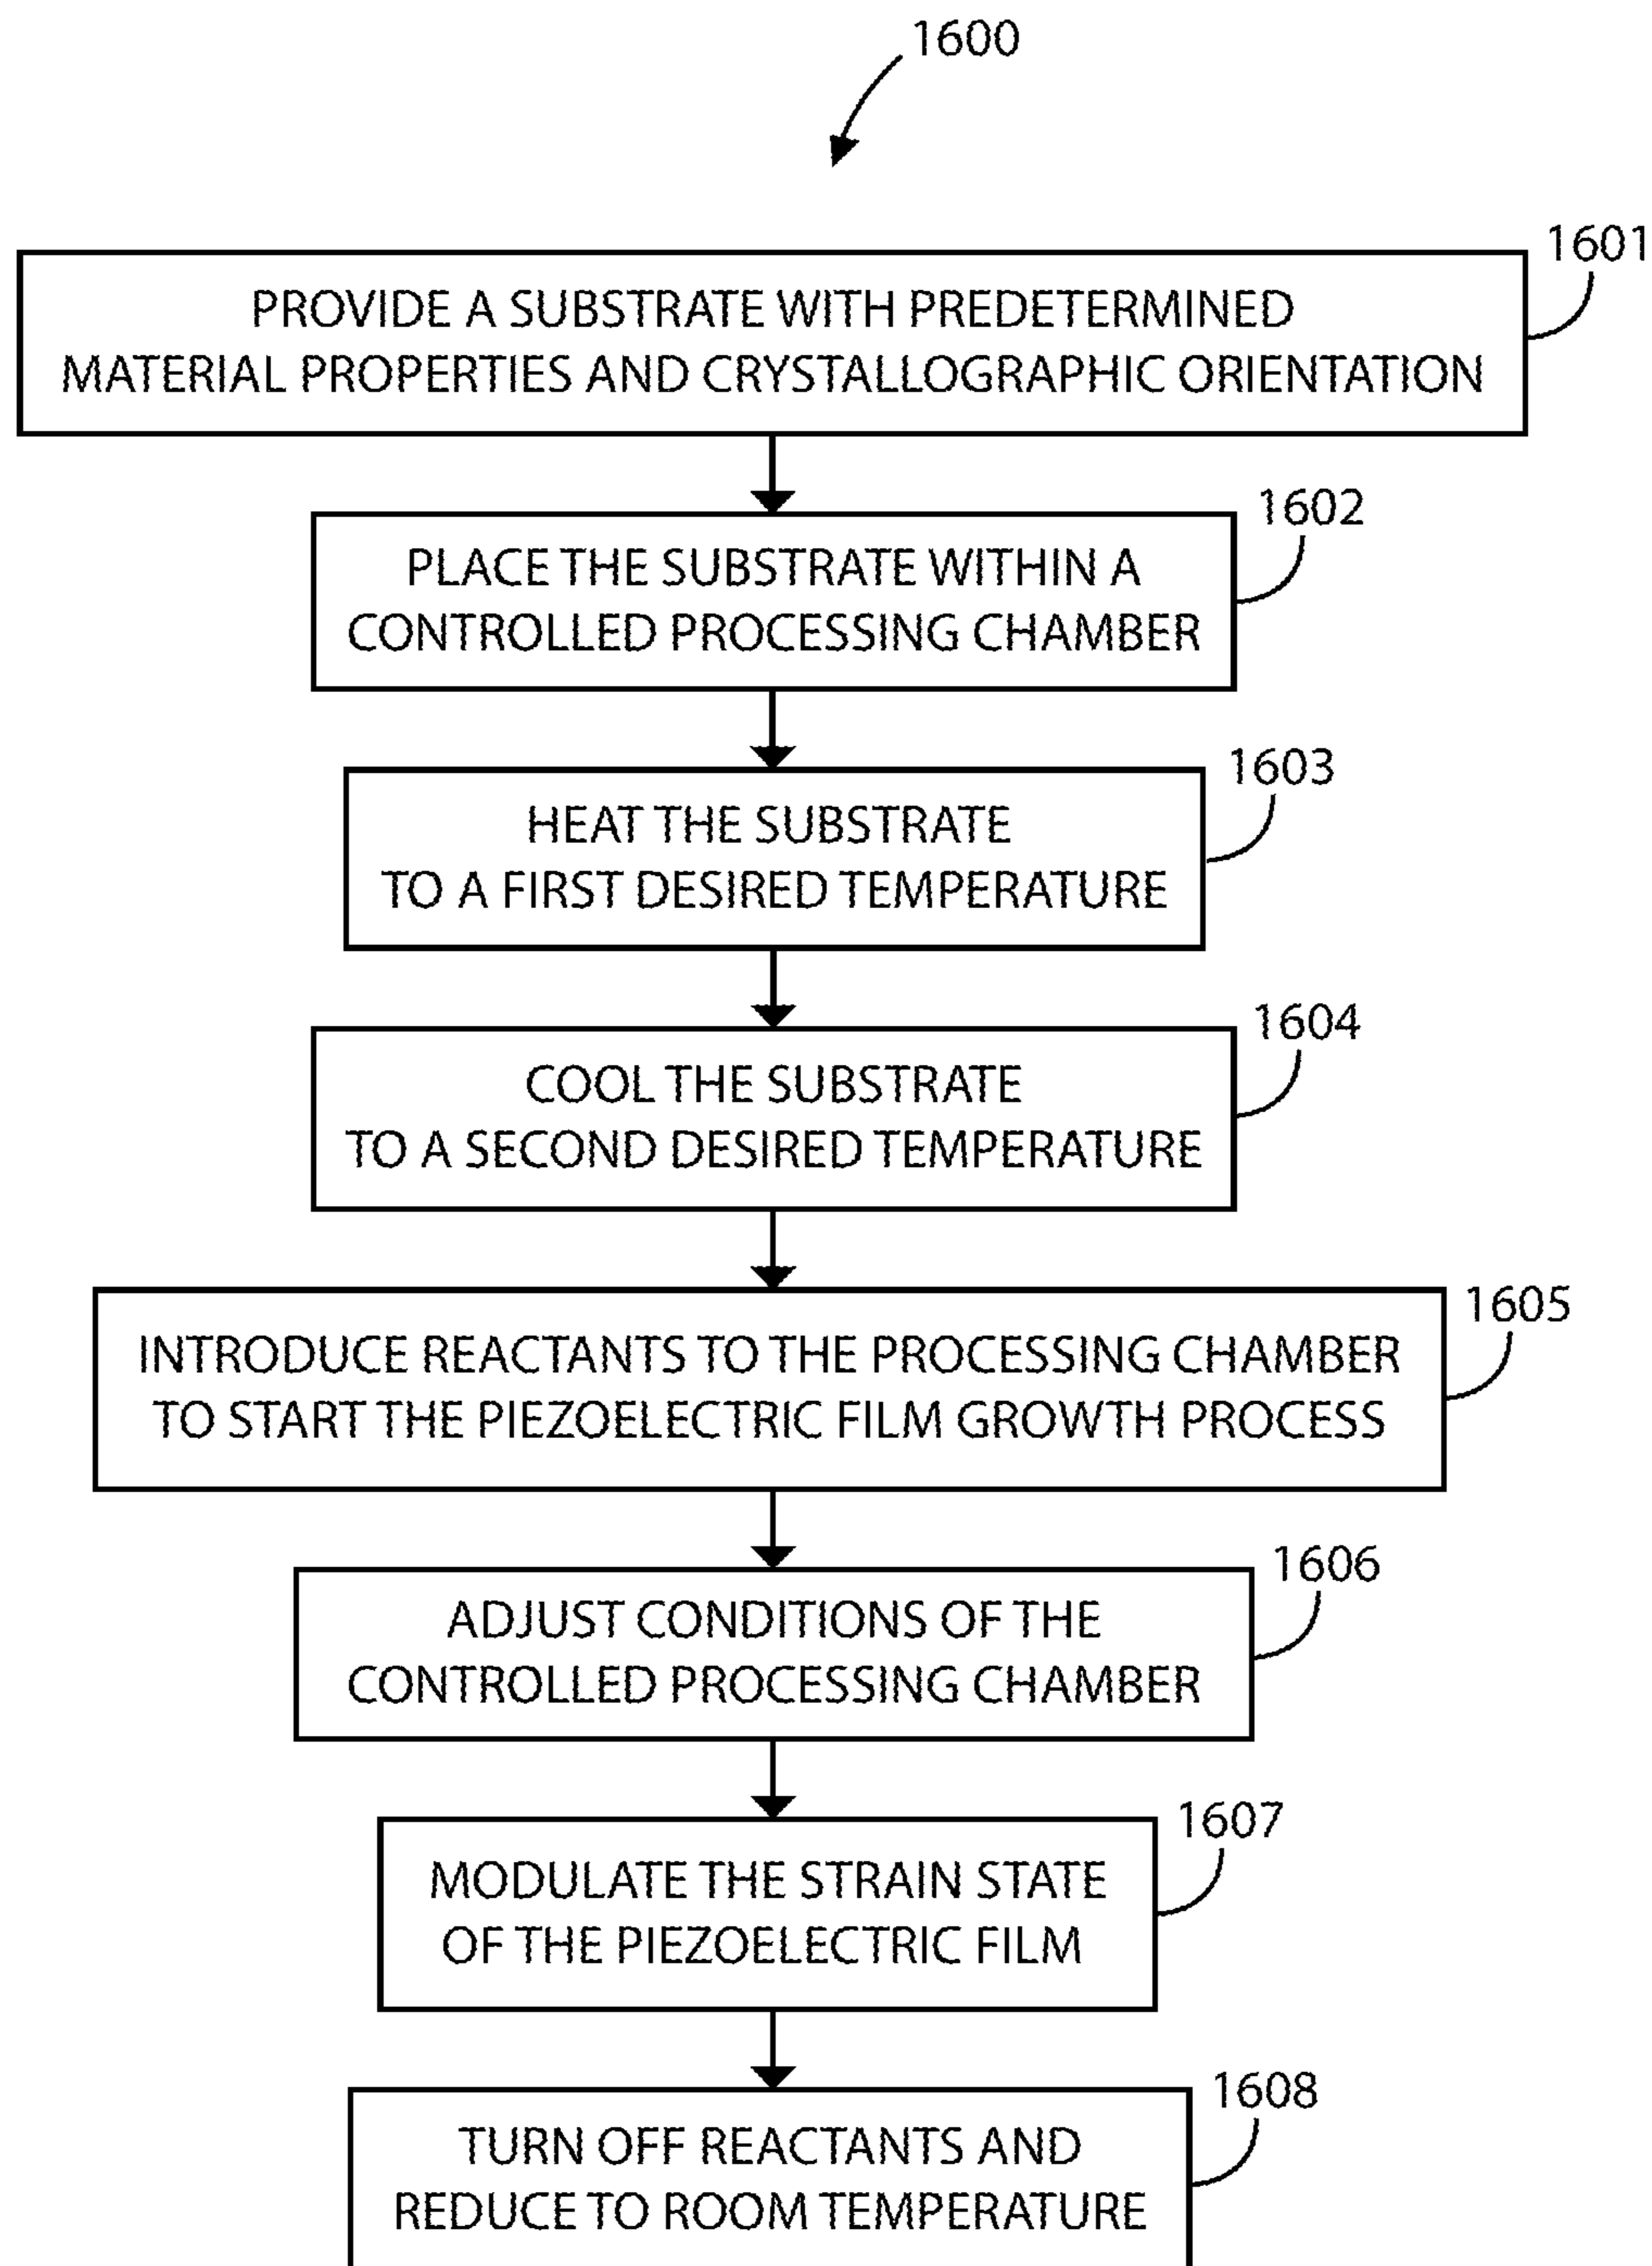 1600
1601
PROVIDE A SUBSTRATE WITH PREDETERMINED
MATERIAL PROPERTIES AND CRYSTALLOGRAPHIC ORIENTATION
1602
PLACE THE SUBSTRATE WITHIN A
CONTROLLED PROCESSING CHAMBER
1603
HEAT THE SUBSTRATE
TO A FIRST DESIRED TEMPERATURE
1604
COOL THE SUBSTRATE
TO A SECOND DESIRED TEMPERATURE
1605
INTRODUCE REACTANTS TO THE PROCESSING CHAMBER
TO START THE PIEZOELECTRIC FILM GROWTH PROCESS
1606
ADJUST CONDITIONS OF THE
CONTROLLED PROCESSING CHAMBER
1607
MODULATE THE STRAIN STATE
OF THE PIEZOELECTRIC FILM
1608
TURN OFF REACTANTS AND
REDUCE TO ROOM TEMPERATURE